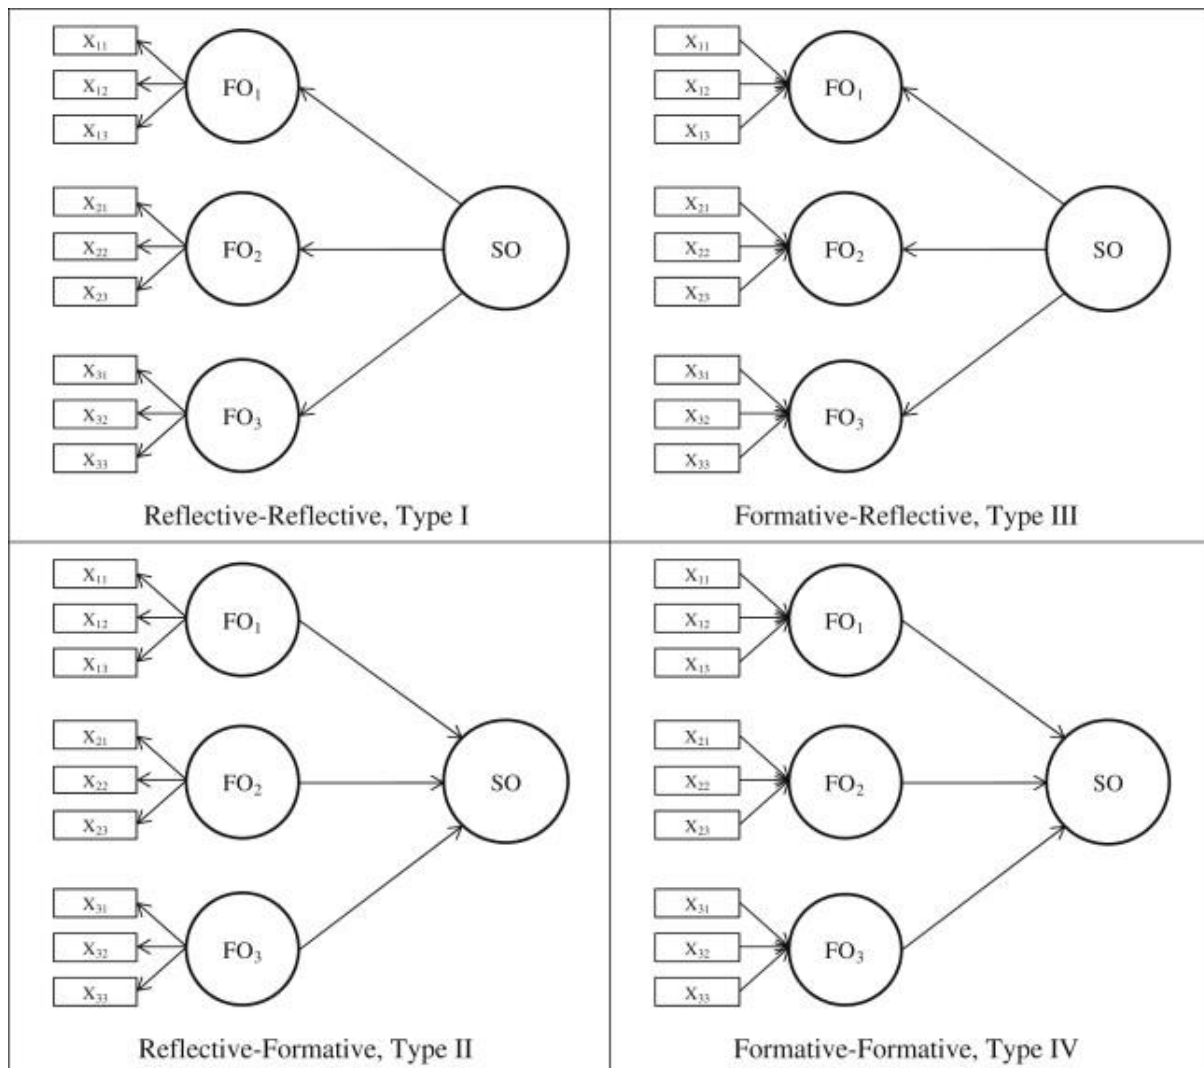 X₁₁
X₁₂
X₁₃
FO₁
X₂₁
X₂₂
X₂₃
FO₂
SO
X₃₁
X₃₂
X₃₃
FO₃
Reflective-Reflective, Type I
X₁₁
X₁₂
X₁₃
FO₁
X₂₁
X₂₂
X₂₃
FO₂
SO
X₃₁
X₃₂
X₃₃
FO₃
Formative-Reflective, Type III
X₁₁
X₁₂
X₁₃
FO₁
X₂₁
X₂₂
X₂₃
FO₂
SO
X₃₁
X₃₂
X₃₃
FO₃
Reflective-Formative, Type II
X₁₁
X₁₂
X₁₃
FO₁
X₂₁
X₂₂
X₂₃
FO₂
SO
X₃₁
X₃₂
X₃₃
FO₃
Formative-Formative, Type IV